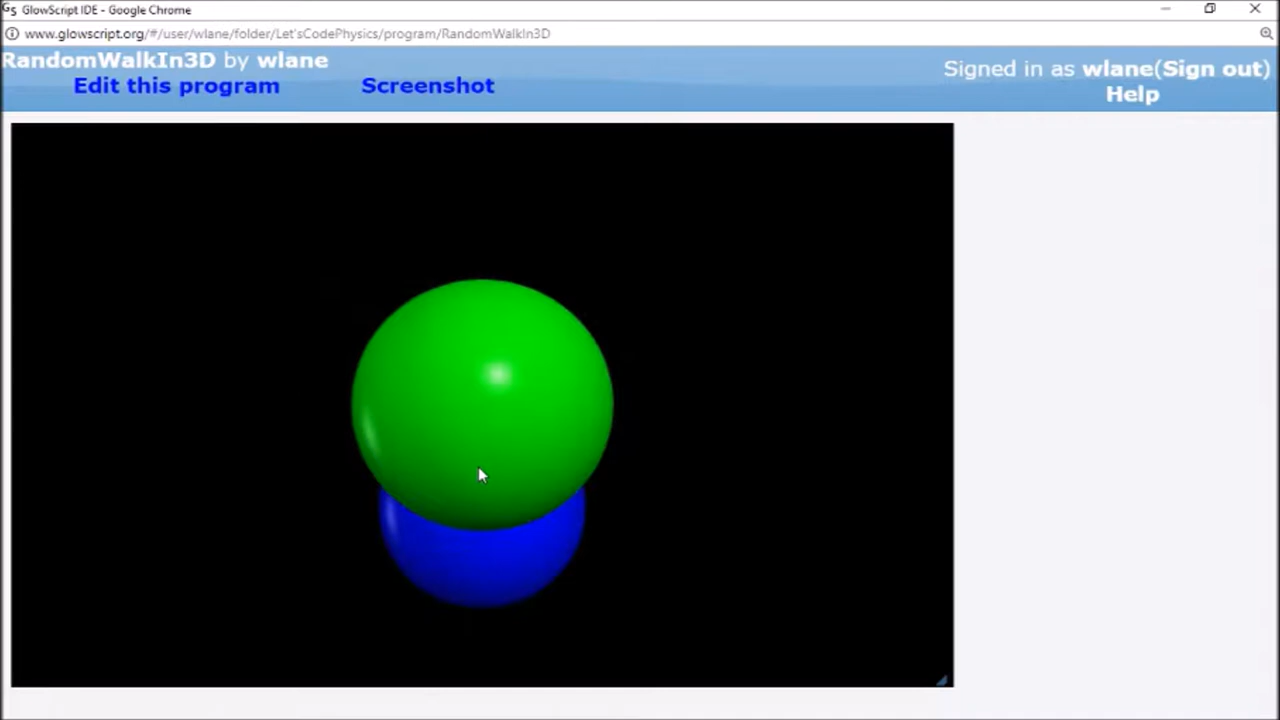 GS GlowScript IDE - Google Chrome
www.glowscript.org/#/user/wlane/folder/Let'sCodePhysics/program/RandomWalkIn3D
RandomWalkIn3D by wlane
Edit this program Screenshot
Signed in as wlane(Sign out)
Help